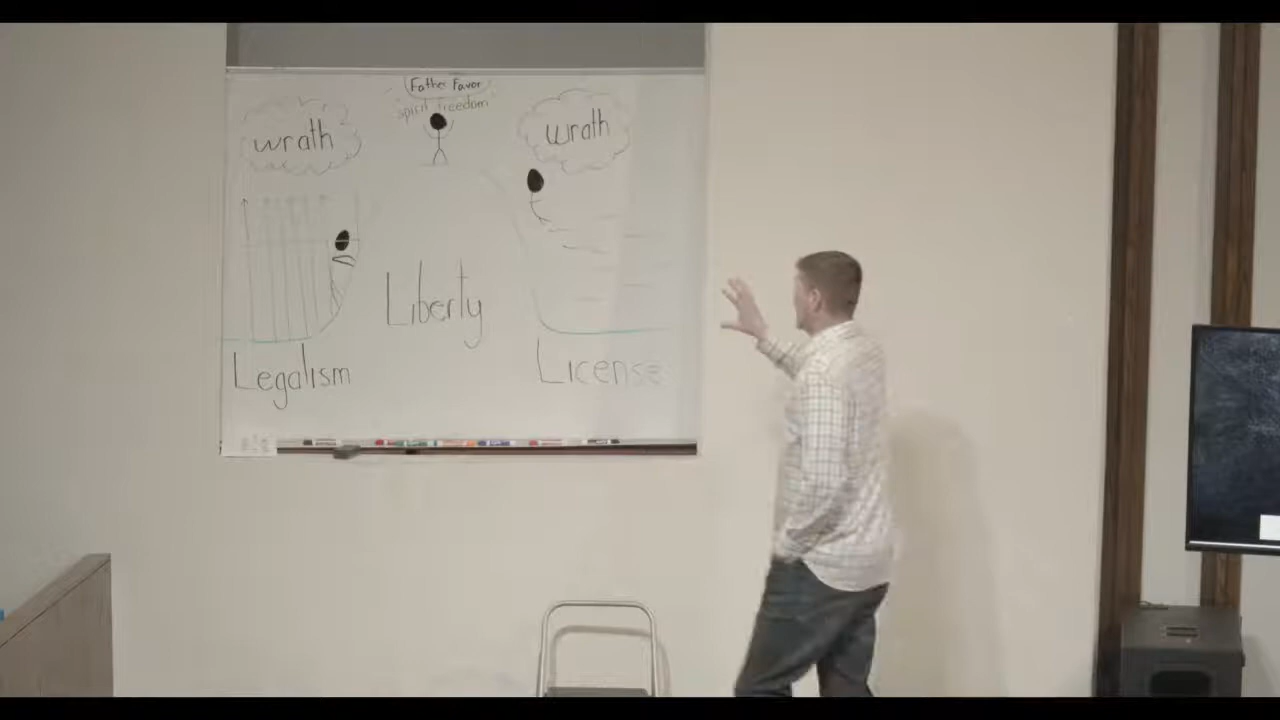 Father Favor
spirit freedom
wrath
wrath
Liberty
Legalism
License